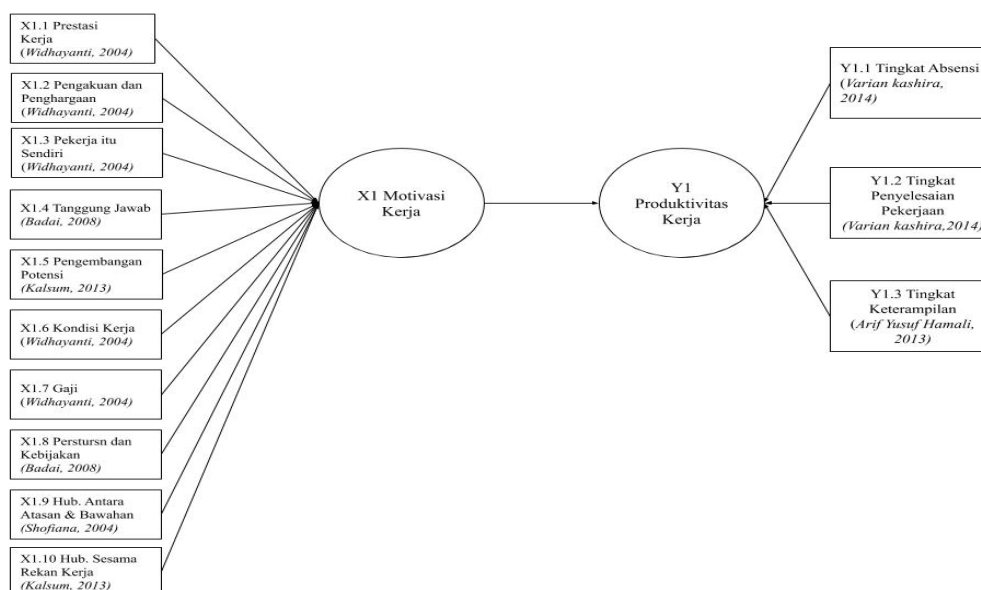 X1.1 Prestasi
Kerja
(Widhayanti, 2004)
X1.2 Pengakuan dan
Penghargaan
(Widhayanti, 2004)
X1.3 Pekerja itu
Sendiri
(Widhayanti, 2004)
X1.4 Tanggung Jawab
(Badai, 2008)
X1.5 Pengembangan
Potensi
(Kalsum, 2013)
X1.6 Kondisi Kerja
(Widhayanti, 2004)
X1.7 Gaji
(Widhayanti, 2004)
X1.8 Perstursn dan
Kebijakan
(Badai, 2008)
X1.9 Hub. Antara
Atasan & Bawahan
(Shofiana, 2004)
X1.10 Hub. Sesama
Rekan Kerja
(Kalsum, 2013)
X1 Motivasi
Kerja
Y1
Produktivitas
Kerja
Y1.1 Tingkat Absensi
(Varian kashira,
2014)
Y1.2 Tingkat
Penyelesaian
Pekerjaan
(Varian kashira,2014)
Y1.3 Tingkat
Keterampilan
(Arif Yusuf Hamali,
2013)